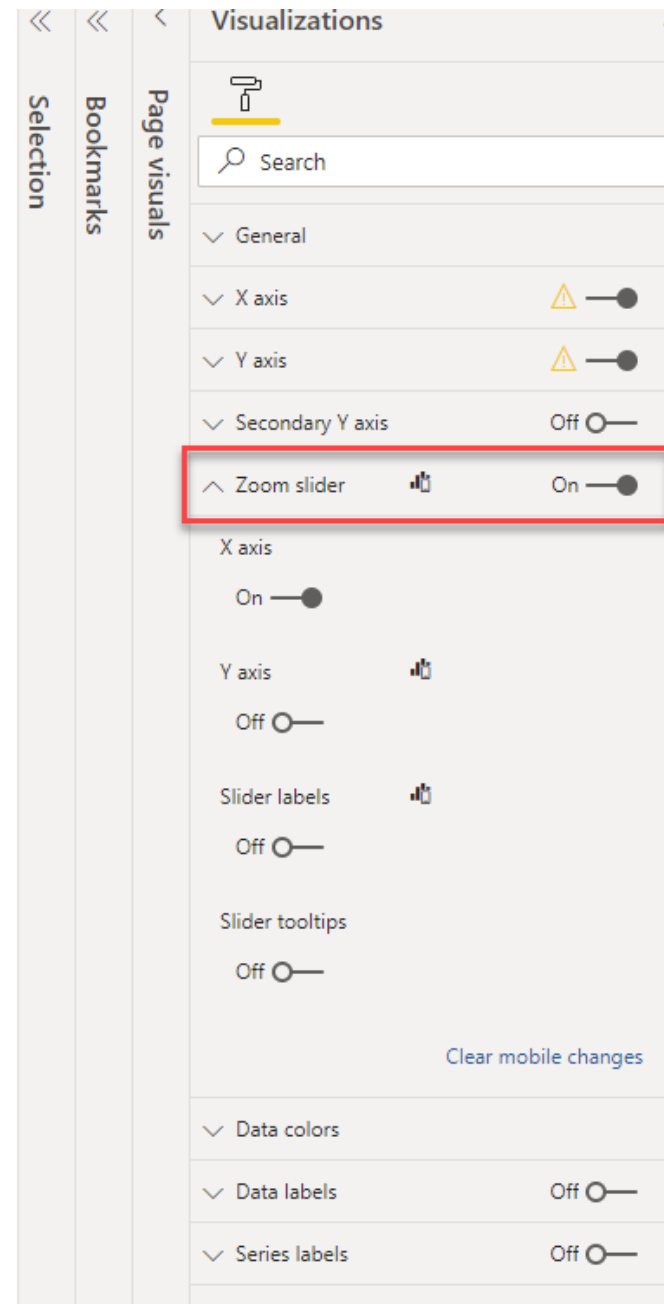 Selection
Bookmarks
Page visuals
Visualizations
Search
General
X axis
Y axis
Secondary Y axis Off
Zoom slider On
X axis
On
Y axis
Off
Slider labels
Off
Slider tooltips
Off
Clear mobile changes
Data colors
Data labels Off
Series labels Off